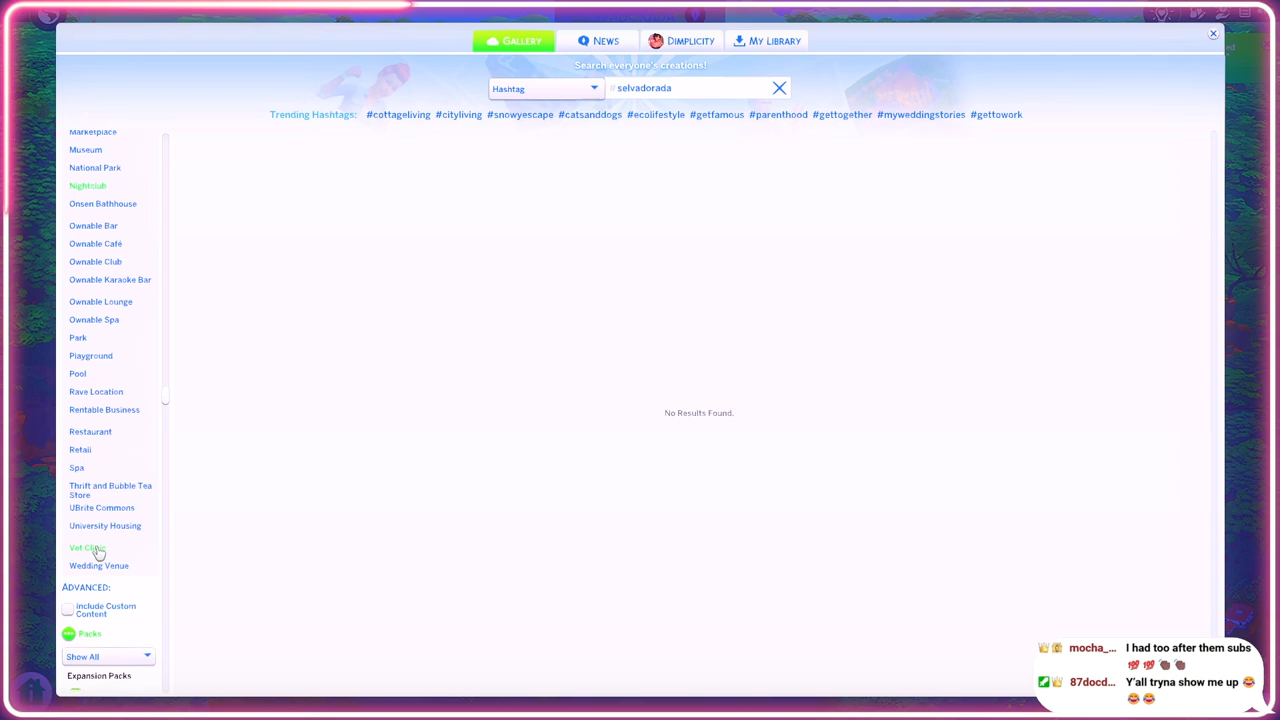 Gallery
News
Dimplicity
My Library
Search everyone's creations!
Hashtag
# selvadorada
Trending Hashtags: #cottageliving #cityliving #snowyescape #catsanddogs #ecolifestyle #getfamous #parenthood #gettogether #myweddingstories #gettowork
Marketplace
Museum
National Park
Nightclub
Onsen Bathhouse
Ownable Bar
Ownable Café
Ownable Club
Ownable Karaoke Bar
Ownable Lounge
Ownable Spa
Park
Playground
Pool
Rave Location
Rentable Business
Restaurant
Retail
Spa
Thrift and Bubble Tea
Store
UBrite Commons
University Housing
Vet Clinic
Wedding Venue
Advanced:
Include Custom
Content
Packs
Show All
Expansion Packs
No Results Found.
mocha_... I had too after them subs
💯 💯 👏🏿 👏🏿
87docd... Y'all tryna show me up 😂
😂 😂